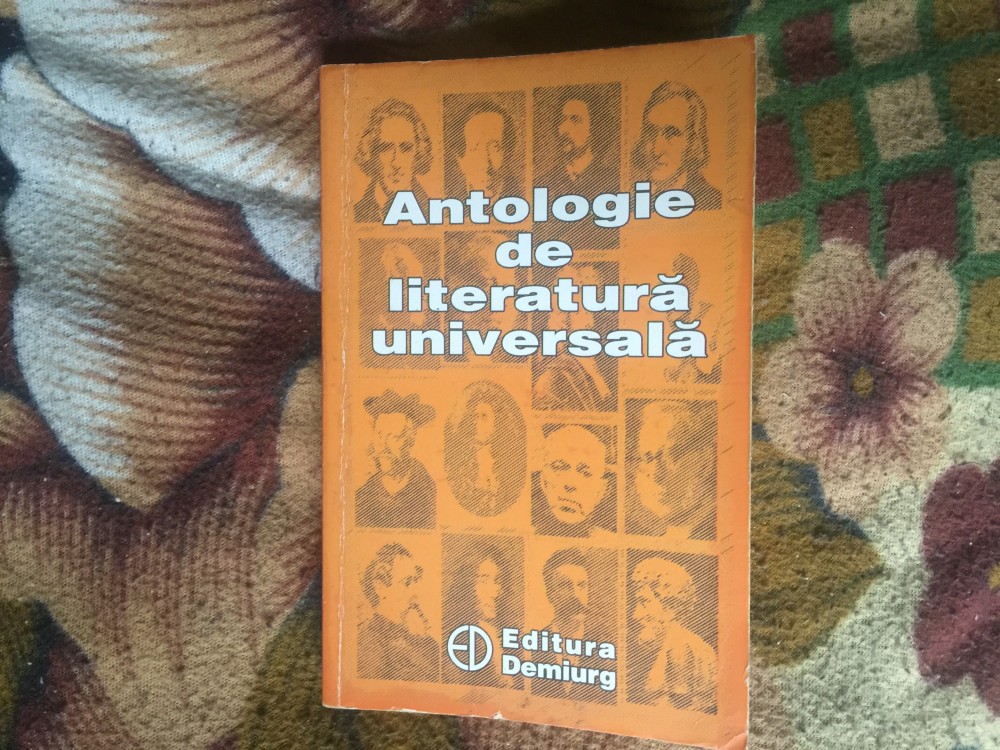 Antologie
de
literatură
universală
ED Editura
Demiurg